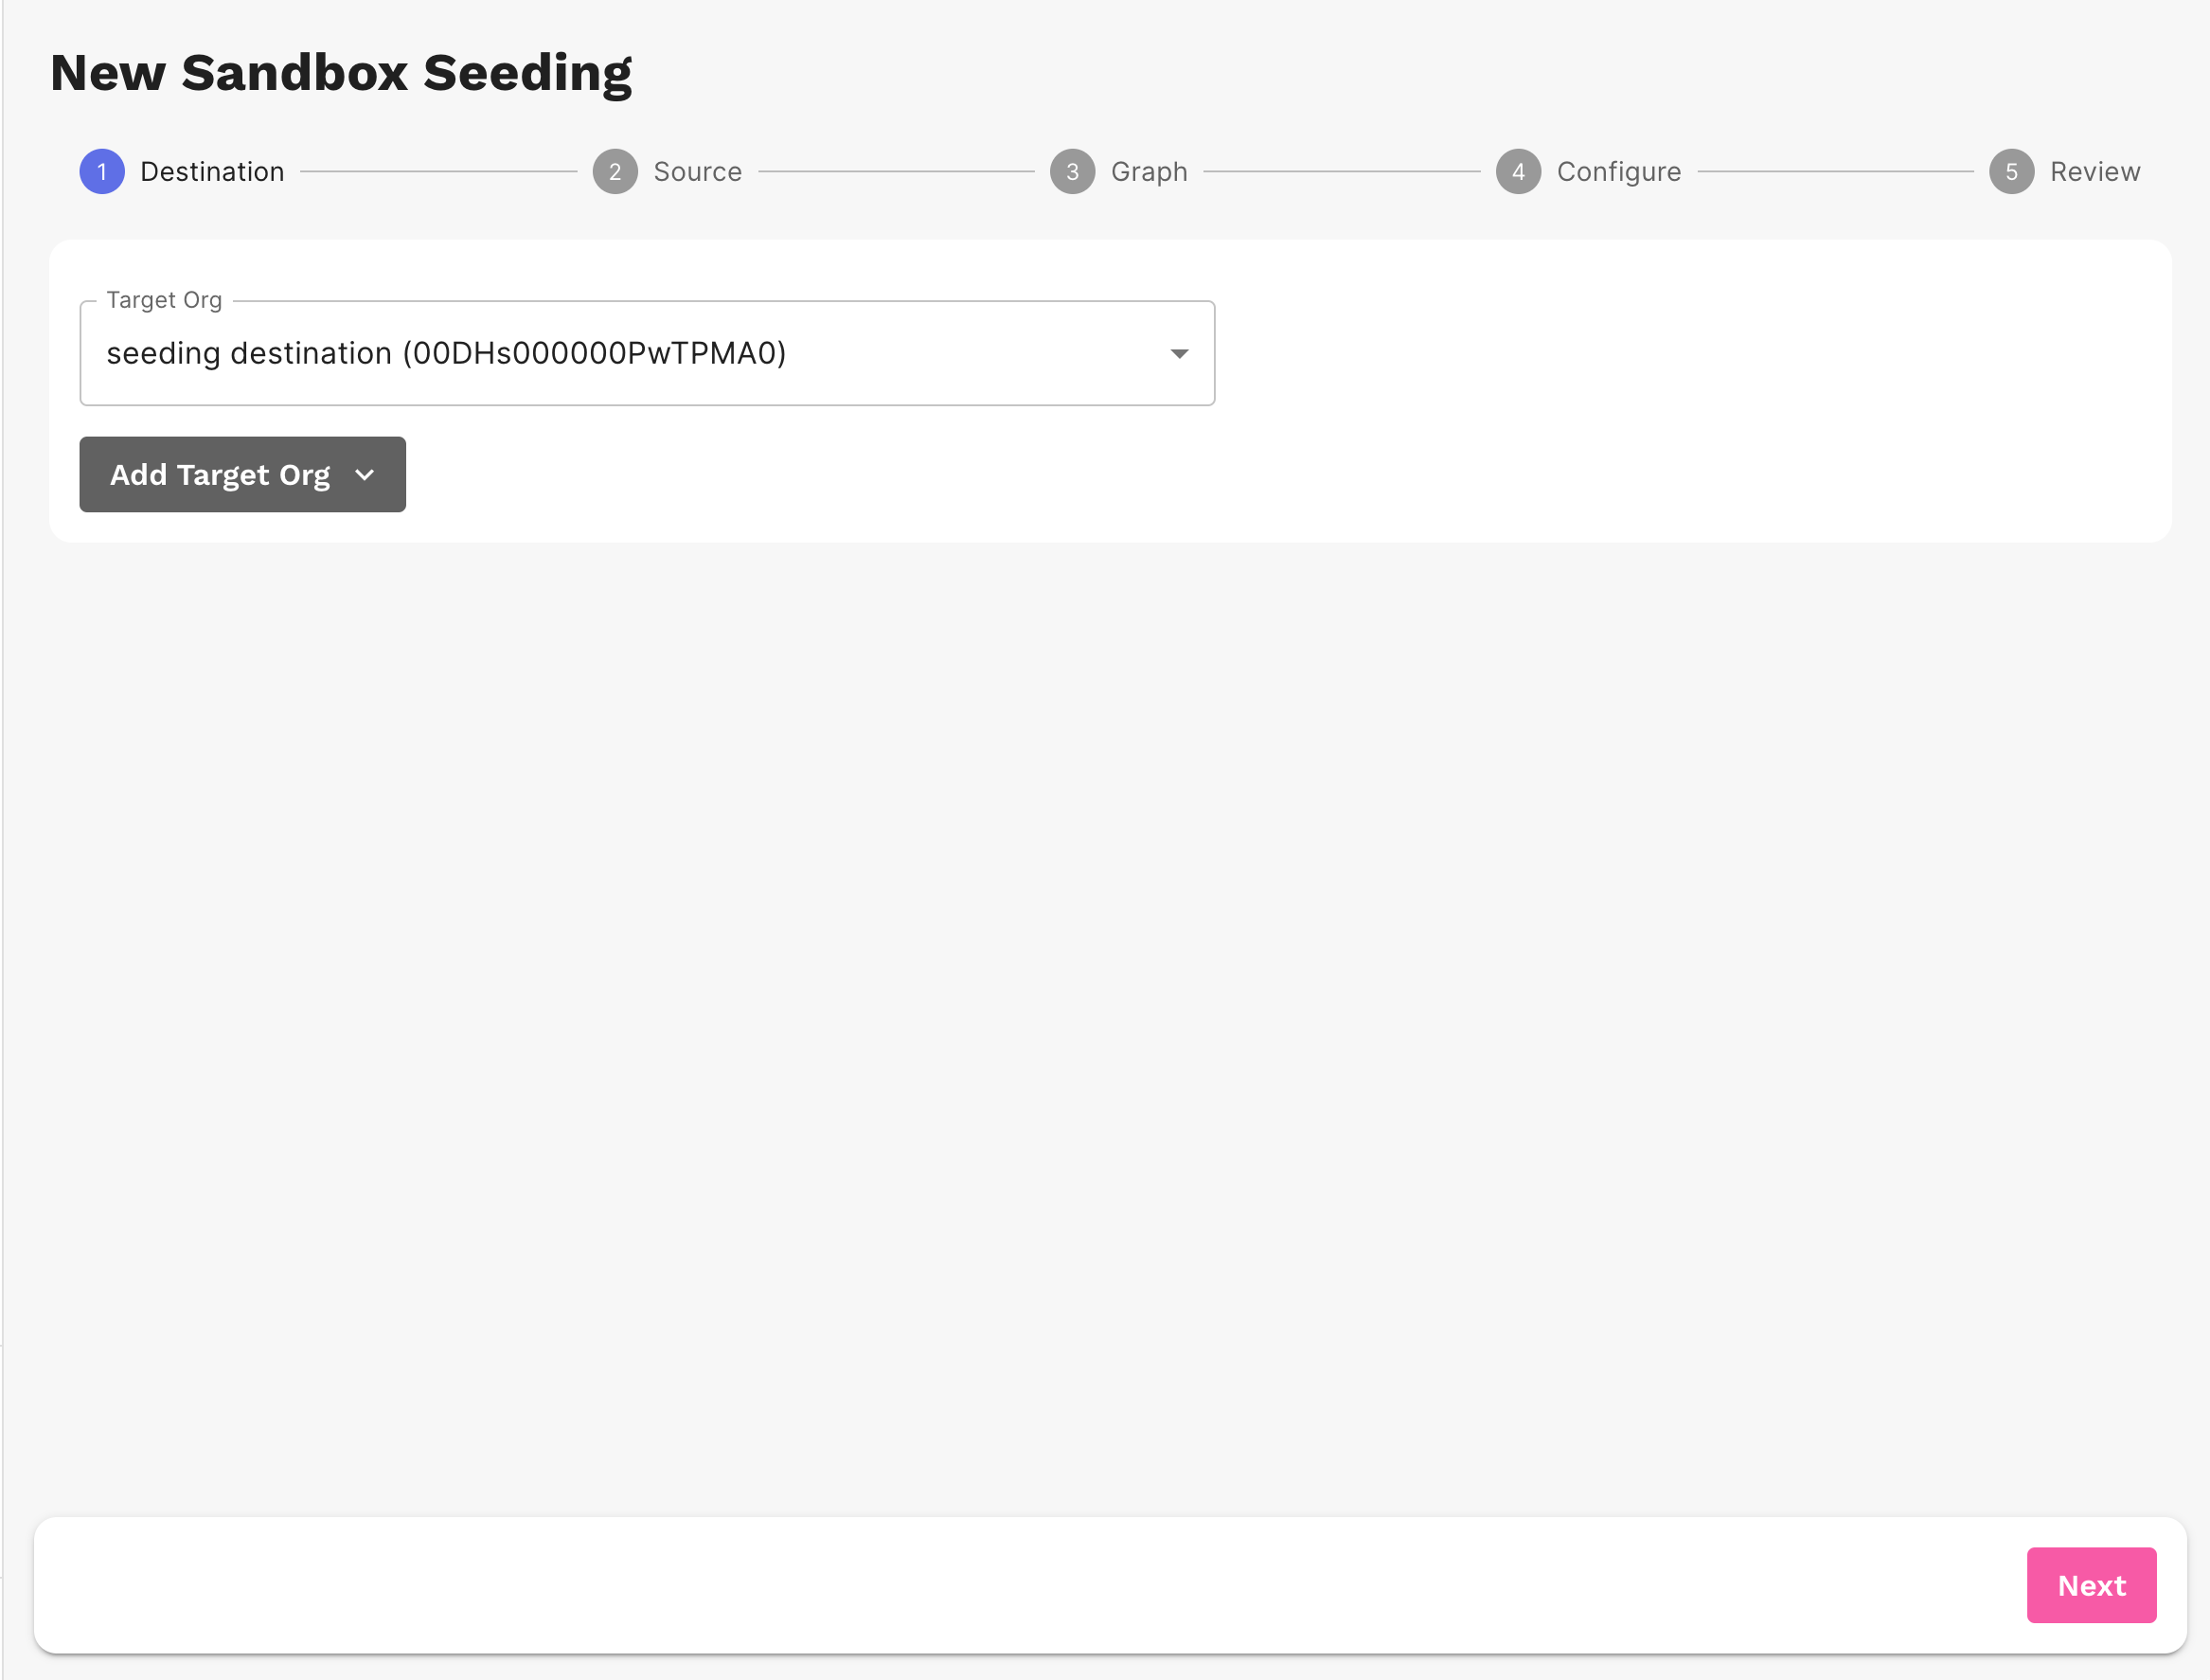 New Sandbox Seeding
1 Destination 2 Source 3 Graph 4 Configure 5 Review
Target Org
seeding destination (00DHs000000PwTPMA0)
Add Target Org
Next